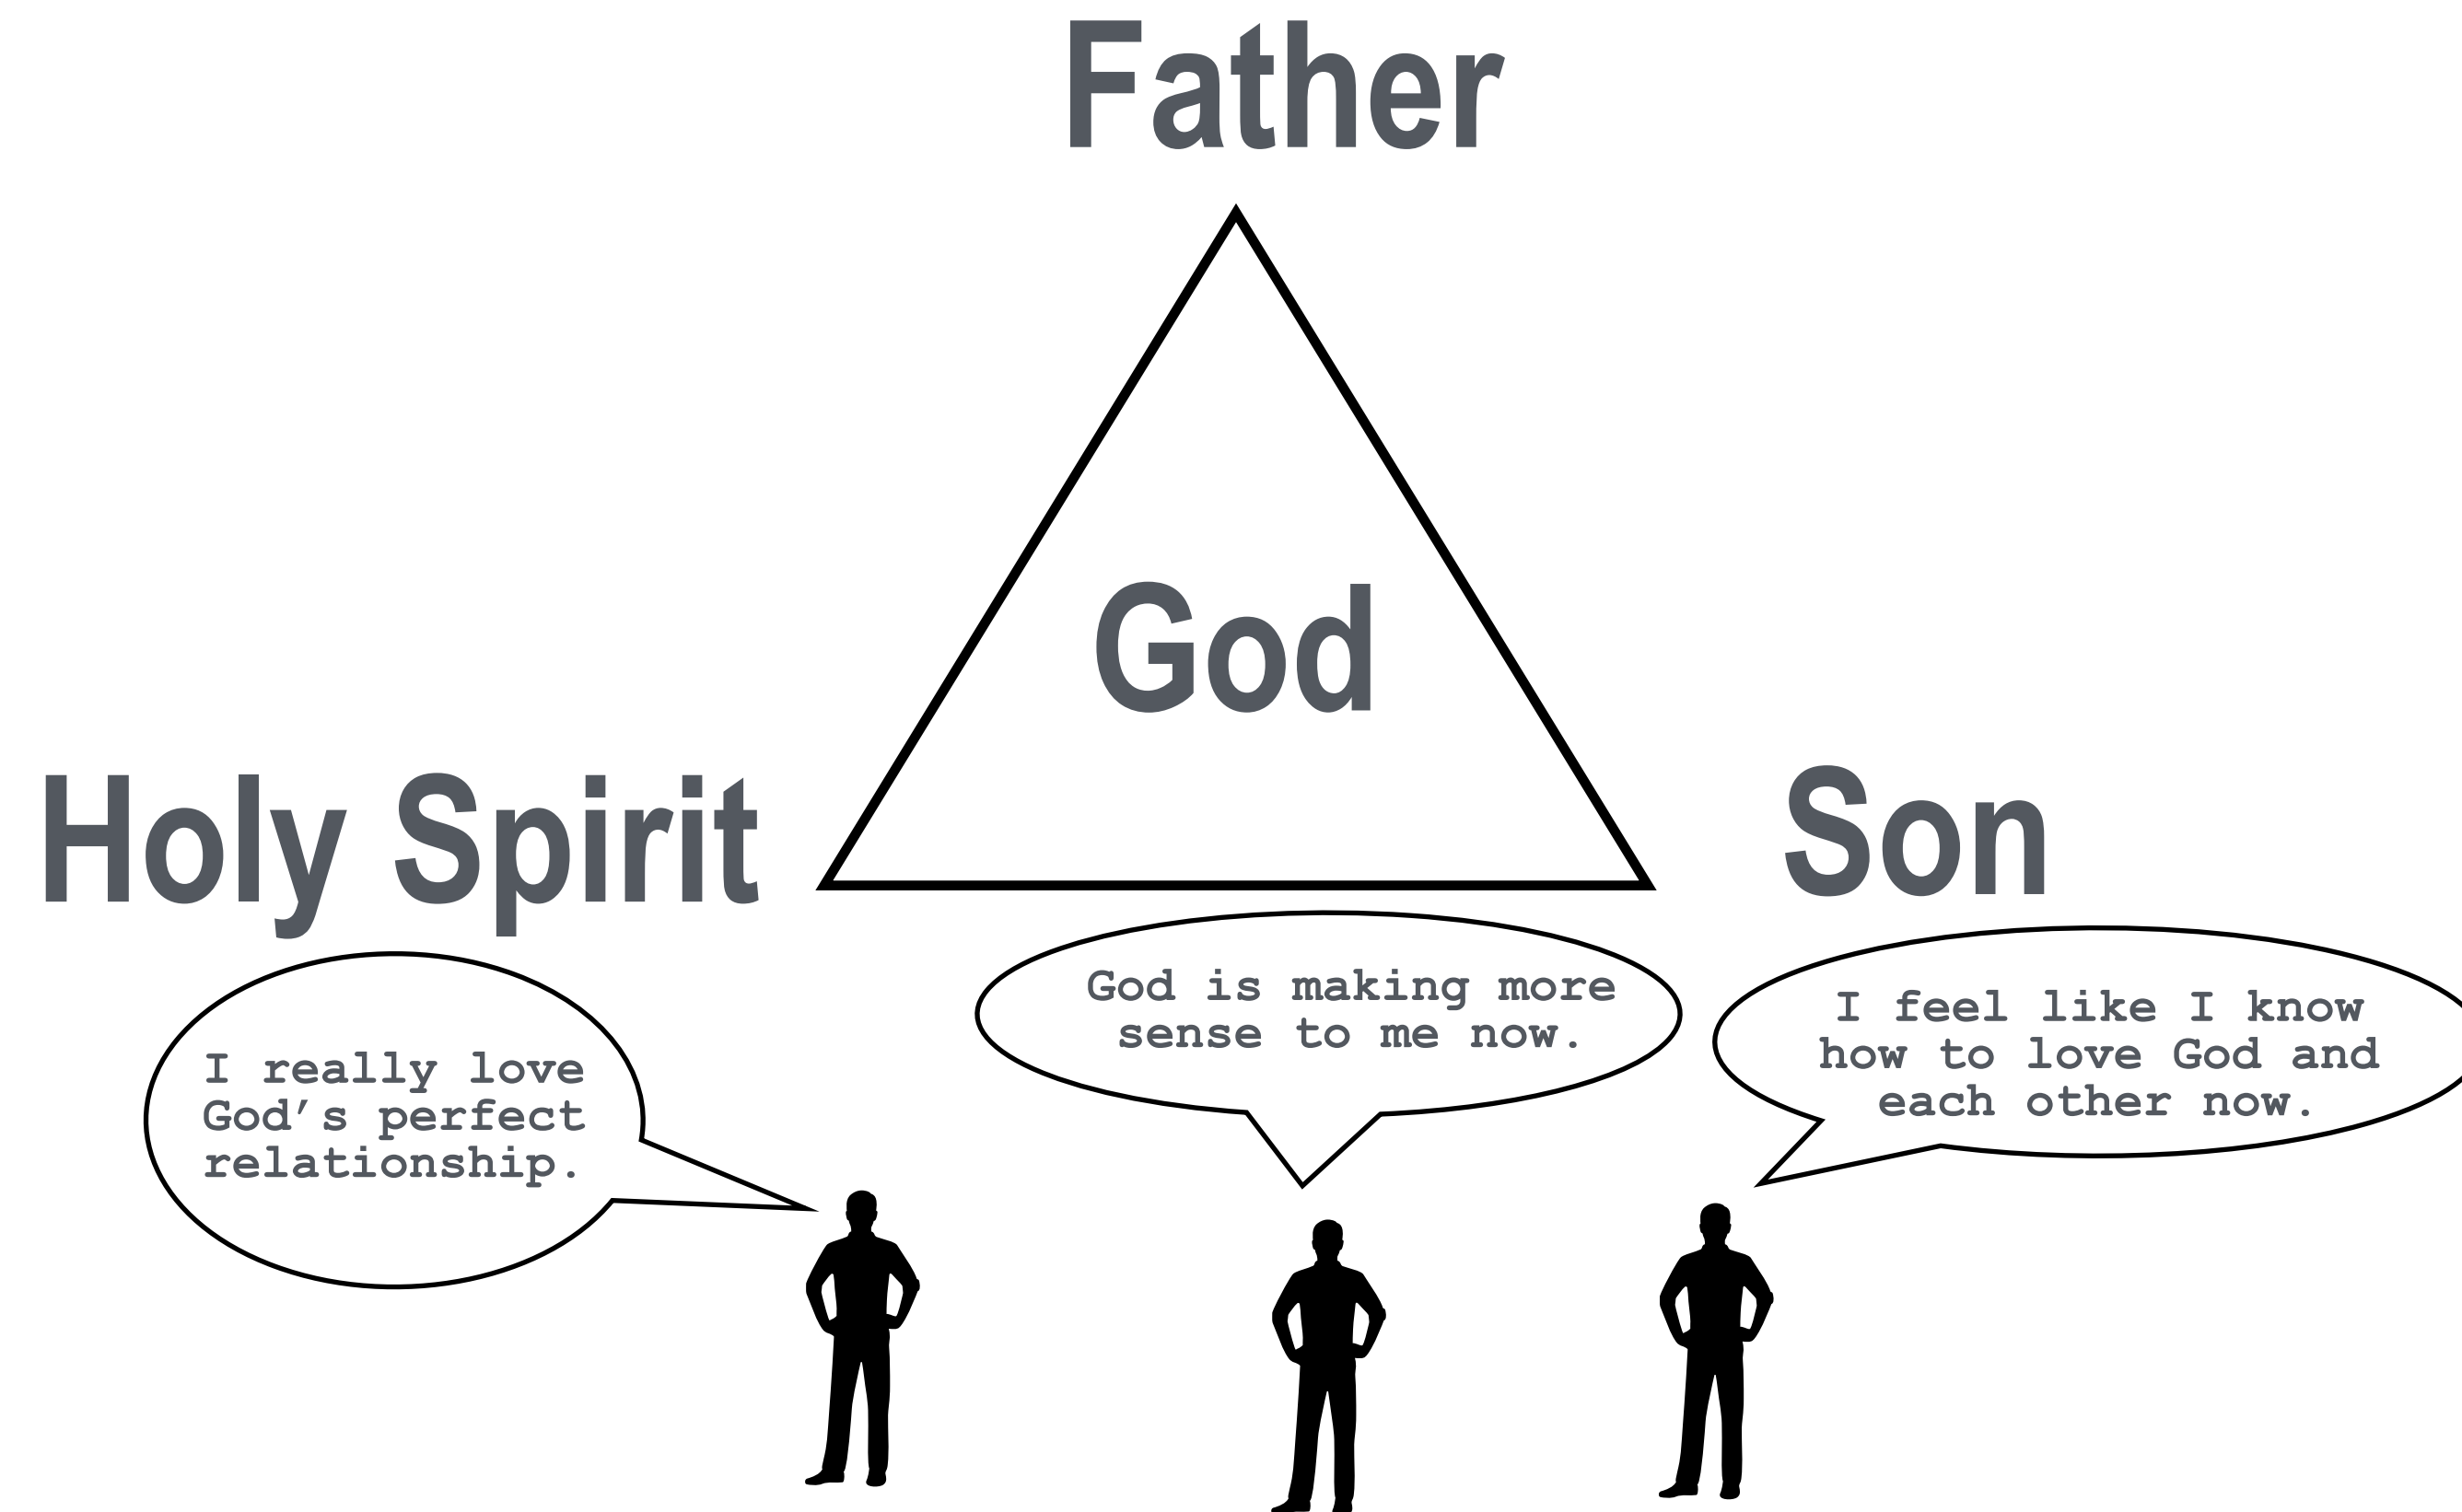 Father
God
Holy Spirit
Son
I really love
God's perfect
relationship.
God is making more
sense to me now.
I feel like I know
how to love God and
each other now.